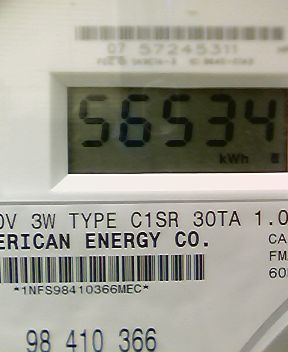 07 57245311
56534
kWh
0V 3W TYPE C1SR 30TA 1.0
ERICAN ENERGY CO.
CA
FM
60
*1NFS98410366MEC*
98 410 366